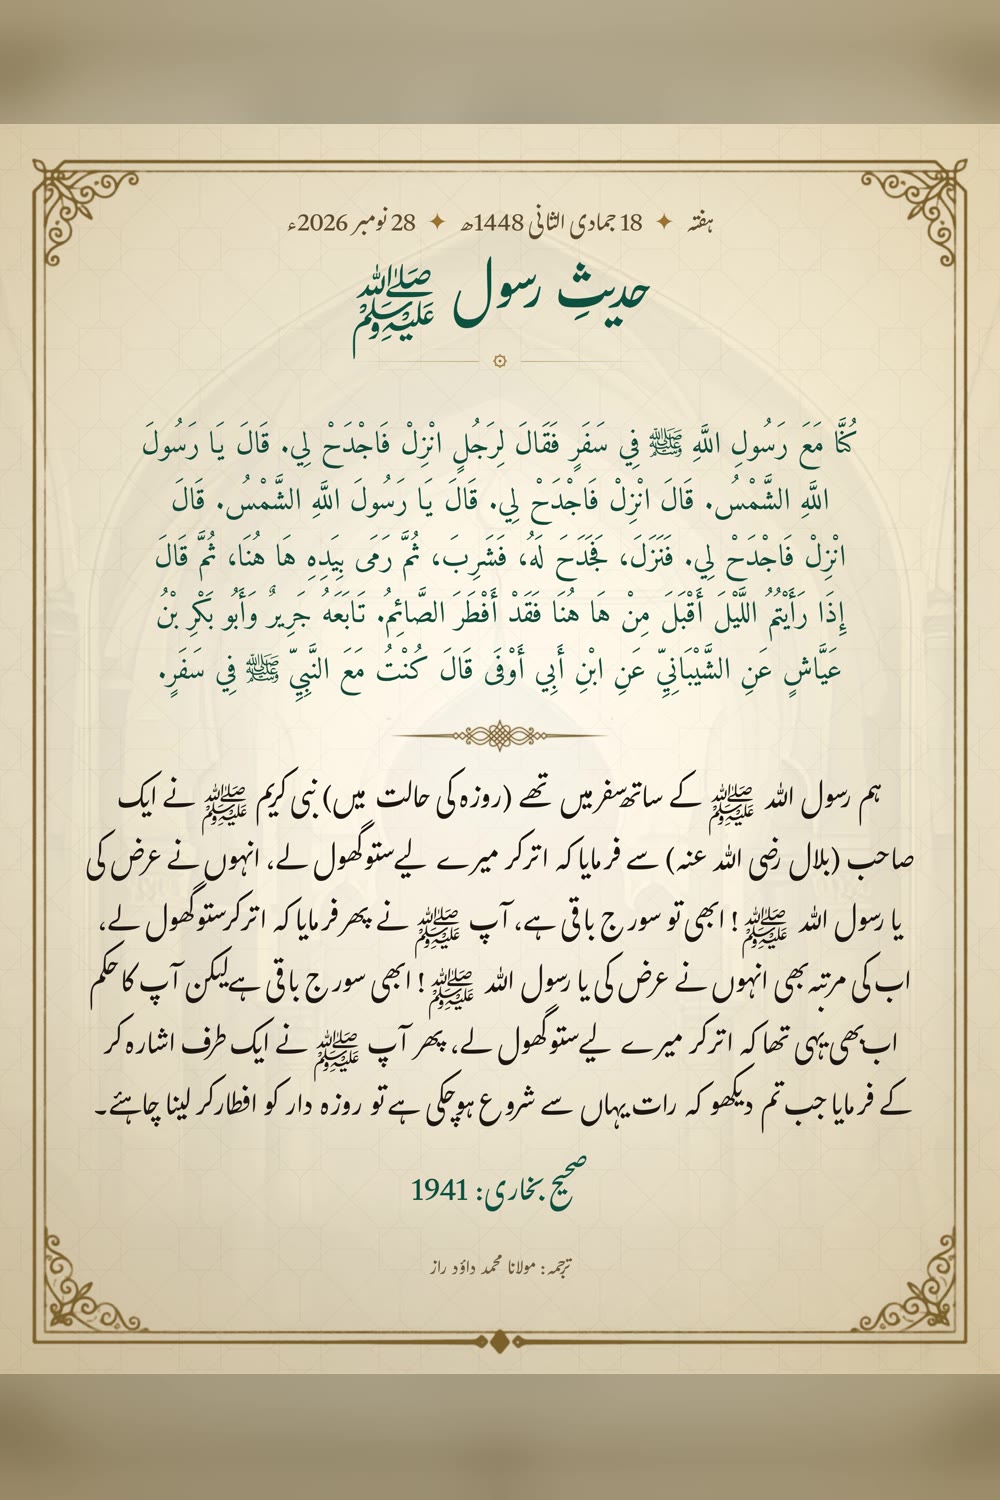 ہفتہ ✦ 18 جمادی الثانی 1448ھ ✦ 28 نومبر 2026ء
حدیثِ رسول ﷺ
كُنَّا مَعَ رَسُولِ اللَّهِ ﷺ فِي سَفَرٍ فَقَالَ لِرَجُلٍ انْزِلْ فَاجْدَحْ لِي. قَالَ يَا رَسُولَ
اللَّهِ الشَّمْسُ. قَالَ انْزِلْ فَاجْدَحْ لِي. قَالَ يَا رَسُولَ اللَّهِ الشَّمْسُ. قَالَ
انْزِلْ فَاجْدَحْ لِي. فَنَزَلَ، فَجَدَحَ لَهُ، فَشَرِبَ، ثُمَّ رَمَى بِيَدِهِ هَا هُنَا، ثُمَّ قَالَ
إِذَا رَأَيْتُمُ اللَّيْلَ أَقْبَلَ مِنْ هَا هُنَا فَقَدْ أَفْطَرَ الصَّائِمُ. تَابَعَهُ جَرِيرٌ وَأَبُو بَكْرِ بْنُ
عَيَّاشٍ عَنِ الشَّيْبَانِيِّ عَنِ ابْنِ أَبِي أَوْفَى قَالَ كُنْتُ مَعَ النَّبِيِّ ﷺ فِي سَفَرٍ.
ہم رسول اللہ ﷺ کے ساتھ سفر میں تھے (روزہ کی حالت میں) نبی کریم ﷺ نے ایک
صاحب (بلال رضی اللہ عنہ) سے فرمایا کہ اتر کر میرے لیے ستو گھول لے، انہوں نے عرض کی
یا رسول اللہ ﷺ! ابھی تو سورج باقی ہے، آپ ﷺ نے پھر فرمایا کہ اتر کر ستو گھول لے،
اب کی مرتبہ بھی انہوں نے عرض کی یا رسول اللہ ﷺ! ابھی سورج باقی ہے لیکن آپ کا حکم
اب بھی یہی تھا کہ اتر کر میرے لیے ستو گھول لے، پھر آپ ﷺ نے ایک طرف اشارہ کر
کے فرمایا جب تم دیکھو کہ رات یہاں سے شروع ہو چکی ہے تو روزہ دار کو افطار کر لینا چاہئے۔
صحیح بخاری: 1941
ترجمہ: مولانا محمد داؤد راز